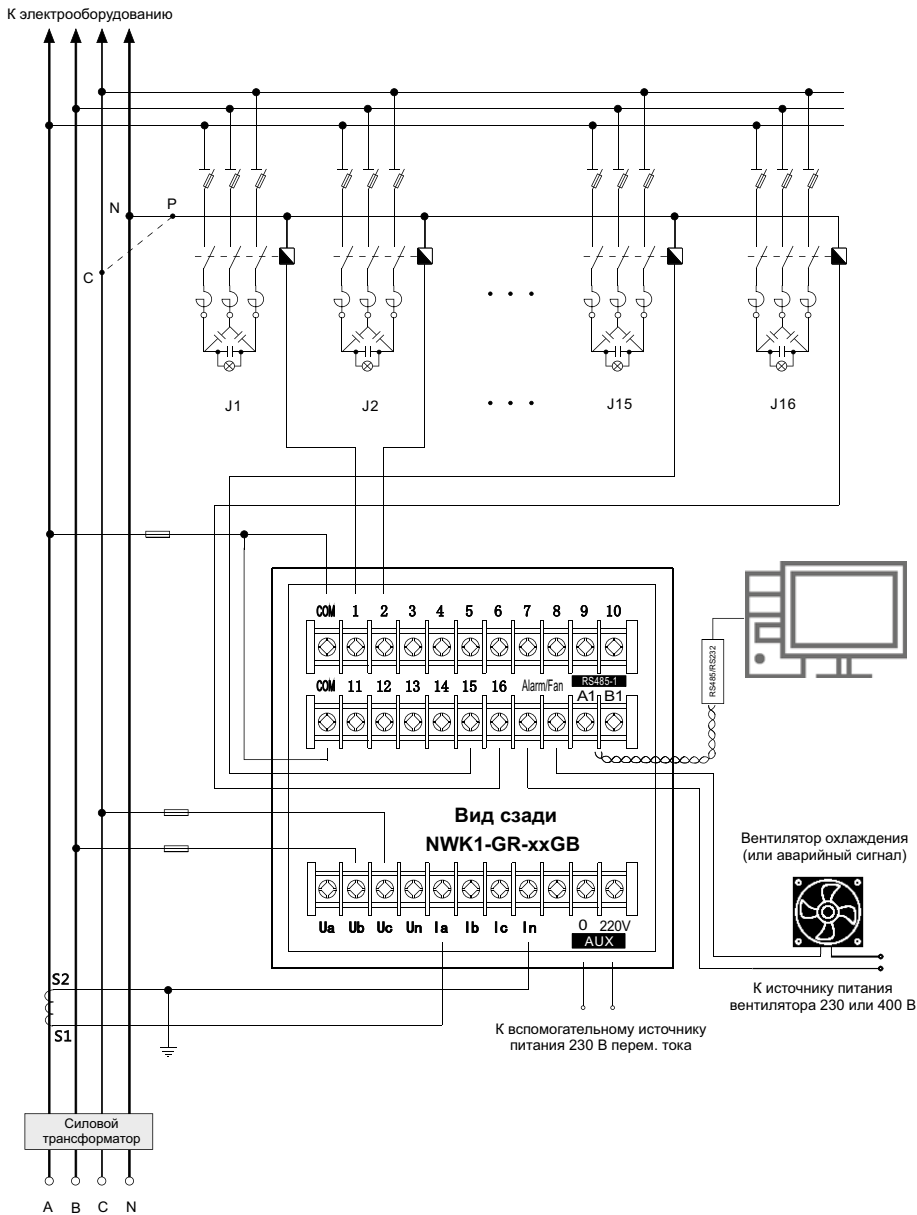 К электрооборудованию
N P
C
J1 J2 J15 J16
COM 1 2 3 4 5 6 7 8 9 10
RS485-1
COM 11 12 13 14 15 16 Alarm/Fan A1 B1
RS485/RS232
Вид сзади
NWK1-GR-xxGB
Вентилятор охлаждения
(или аварийный сигнал)
Ua Ub Uc Un Ia Ib Ic In 0 220V
AUX
S2
S1
К источнику питания
вентилятора 230 или 400 В
К вспомогательному источнику
питания 230 В перем. тока
Силовой
трансформатор
A B C N